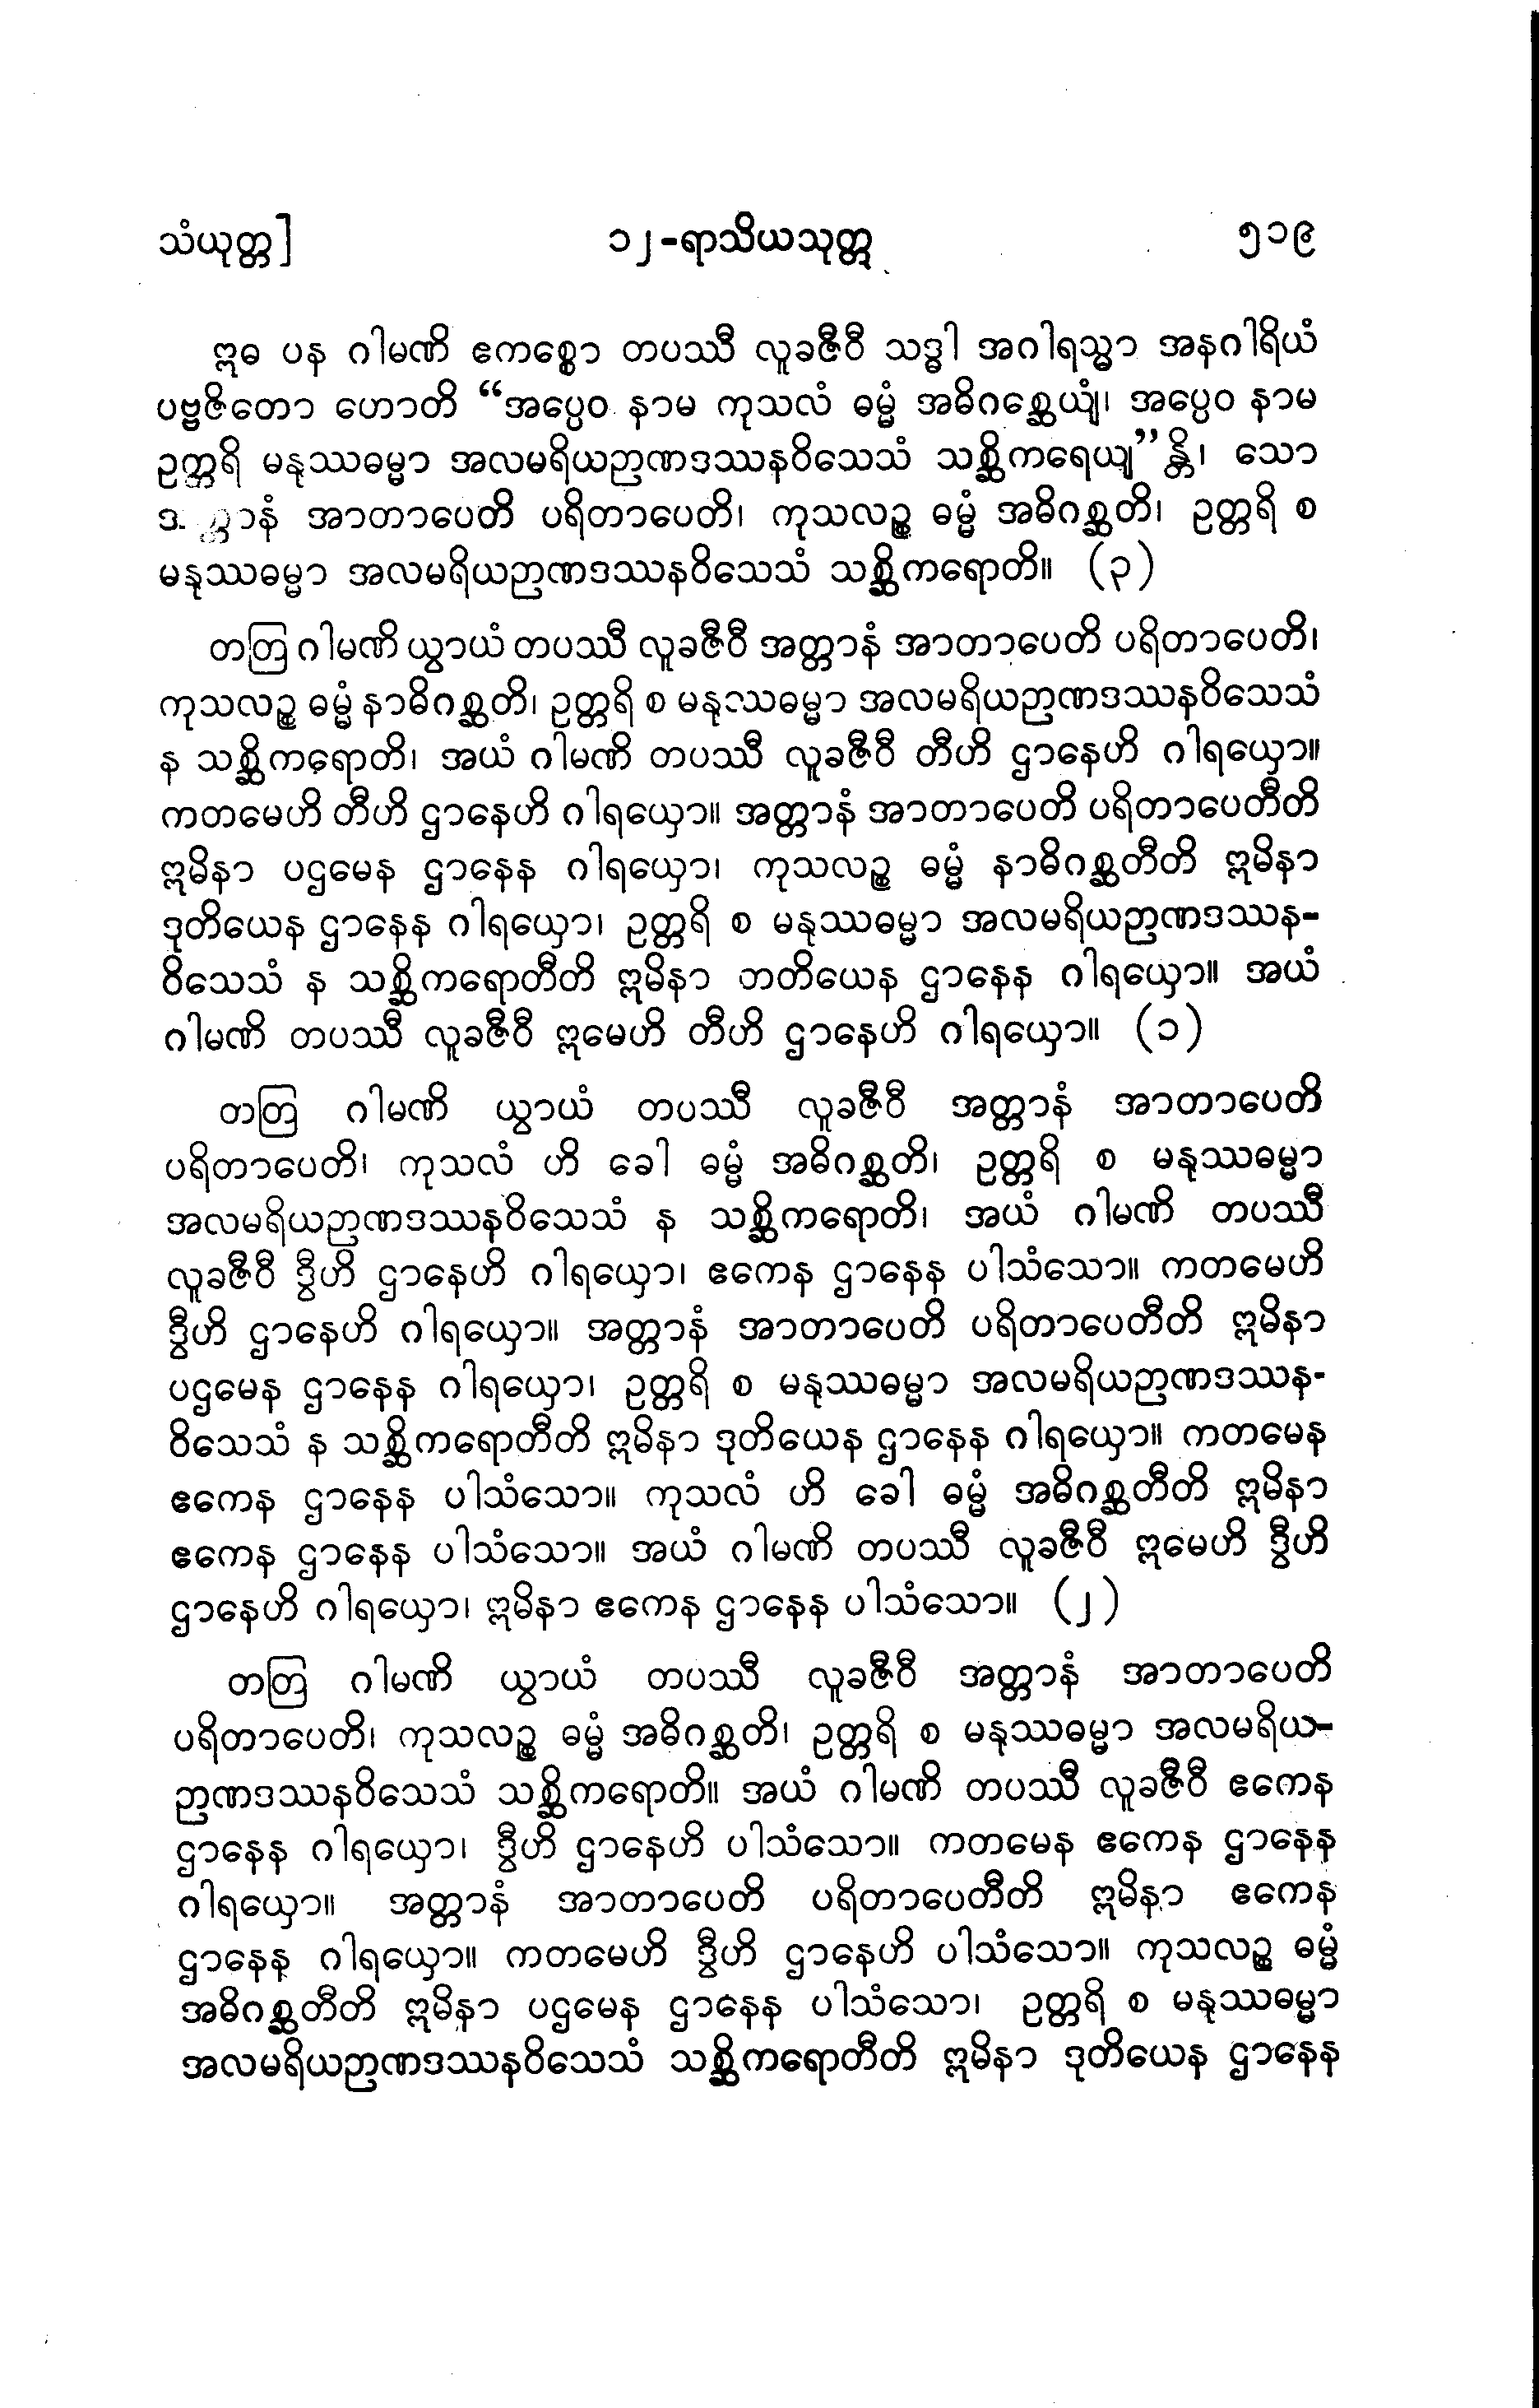 သံယုတ္တ] ၁၂-ရာသိယသုတ္တ ၅၁၉
ဣဓ ပန ဂါမဏိ ဧကစ္စော တပဿီ လူခဇီဝီ သဒ္ဓါ အဂါရသ္မာ အနဂါရိယံ
ပဗ္ဗဇိတော ဟောတိ “အပ္ပေဝ နာမ ကုသလံ ဓမ္မံ အဓိဂစ္ဆေယျံ၊ အပ္ပေဝ နာမ
ဥတ္တရိ မနုဿဓမ္မာ အလမရိယဉာဏဒဿနဝိသေသံ သစ္ဆိကရေယျ”န္တိ၊ သော
အာတာပေတိ ပရိတာပေတိ၊ ကုသလဉ္စ ဓမ္မံ အဓိဂစ္ဆတိ၊ ဥတ္တရိ စ
မနုဿဓမ္မာ အလမရိယဉာဏဒဿနဝိသေသံ သစ္ဆိကရောတိ။ (၃)
တတြ ဂါမဏိ ယွာယံ တပဿီ လူခဇီဝီ အတ္တာနံ အာတာပေတိ ပရိတာပေတိ၊
ကုသလဉ္စ ဓမ္မံ နာဓိဂစ္ဆတိ၊ ဥတ္တရိ စ မနုဿဓမ္မာ အလမရိယဉာဏဒဿနဝိသေသံ
န သစ္ဆိကရောတိ၊ အယံ ဂါမဏိ တပဿီ လူခဇီဝီ တီဟိ ဌာနေဟိ ဂါရယှော။
ကတမေဟိ တီဟိ ဌာနေဟိ ဂါရယှော။ အတ္တာနံ အာတာပေတိ ပရိတာပေတီတိ
ဣမိနာ ပဌမေန ဌာနေန ဂါရယှော၊ ကုသလဉ္စ ဓမ္မံ နာဓိဂစ္ဆတီတိ ဣမိနာ
ဒုတိယေန ဌာနေန ဂါရယှော၊ ဥတ္တရိ စ မနုဿဓမ္မာ အလမရိယဉာဏဒဿန-
ဝိသေသံ န သစ္ဆိကရောတီတိ ဣမိနာ တတိယေန ဌာနေန ဂါရယှော။ အယံ
ဂါမဏိ တပဿီ လူခဇီဝီ ဣမေဟိ တီဟိ ဌာနေဟိ ဂါရယှော။ (၁)
တတြ ဂါမဏိ ယွာယံ တပဿီ လူခဇီဝီ အတ္တာနံ အာတာပေတိ
ပရိတာပေတိ၊ ကုသလံ ဟိ ခေါ ဓမ္မံ အဓိဂစ္ဆတိ၊ ဥတ္တရိ စ မနုဿဓမ္မာ
အလမရိယဉာဏဒဿနဝိသေသံ န သစ္ဆိကရောတိ၊ အယံ ဂါမဏိ တပဿီ
လူခဇီဝီ ဒွီဟိ ဌာနေဟိ ဂါရယှော၊ ဧကေန ဌာနေန ပါသံသော။ ကတမေဟိ
ဒွီဟိ ဌာနေဟိ ဂါရယှော။ အတ္တာနံ အာတာပေတိ ပရိတာပေတီတိ ဣမိနာ
ပဌမေန ဌာနေန ဂါရယှော၊ ဥတ္တရိ စ မနုဿဓမ္မာ အလမရိယဉာဏဒဿန-
ဝိသေသံ န သစ္ဆိကရောတီတိ ဣမိနာ ဒုတိယေန ဌာနေန ဂါရယှော။ ကတမေန
ဧကေန ဌာနေန ပါသံသော။ ကုသလံ ဟိ ခေါ ဓမ္မံ အဓိဂစ္ဆတီတိ ဣမိနာ
ဧကေန ဌာနေန ပါသံသော။ အယံ ဂါမဏိ တပဿီ လူခဇီဝီ ဣမေဟိ ဒွီဟိ
ဌာနေဟိ ဂါရယှော၊ ဣမိနာ ဧကေန ဌာနေန ပါသံသော။ (၂)
တတြ ဂါမဏိ ယွာယံ တပဿီ လူခဇီဝီ အတ္တာနံ အာတာပေတိ
ပရိတာပေတိ၊ ကုသလဉ္စ ဓမ္မံ အဓိဂစ္ဆတိ၊ ဥတ္တရိ စ မနုဿဓမ္မာ အလမရိယ-
ဉာဏဒဿနဝိသေသံ သစ္ဆိကရောတိ။ အယံ ဂါမဏိ တပဿီ လူခဇီဝီ ဧကေန
ဌာနေန ဂါရယှော၊ ဒွီဟိ ဌာနေဟိ ပါသံသော။ ကတမေန ဧကေန ဌာနေန
ဂါရယှော။ အတ္တာနံ အာတာပေတိ ပရိတာပေတီတိ ဣမိနာ ဧကေန
ဌာနေန ဂါရယှော။ ကတမေဟိ ဒွီဟိ ဌာနေဟိ ပါသံသော။ ကုသလဉ္စ ဓမ္မံ
အဓိဂစ္ဆတီတိ ဣမိနာ ပဌမေန ဌာနေန ပါသံသော၊ ဥတ္တရိ စ မနုဿဓမ္မာ
အလမရိယဉာဏဒဿနဝိသေသံ သစ္ဆိကရောတီတိ ဣမိနာ ဒုတိယေန ဌာနေန